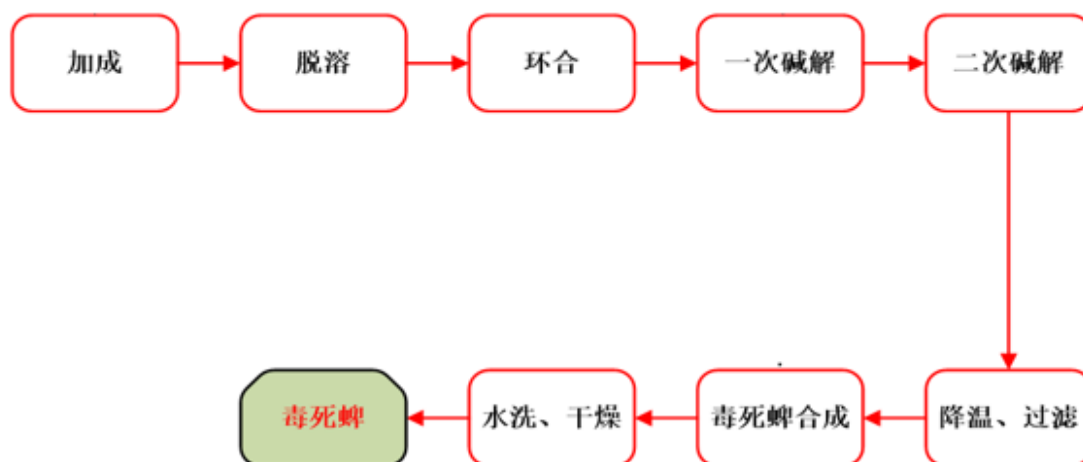 加成
脱溶
环合
一次碱解
二次碱解
降温、过滤
毒死蜱合成
水洗、干燥
毒死蜱